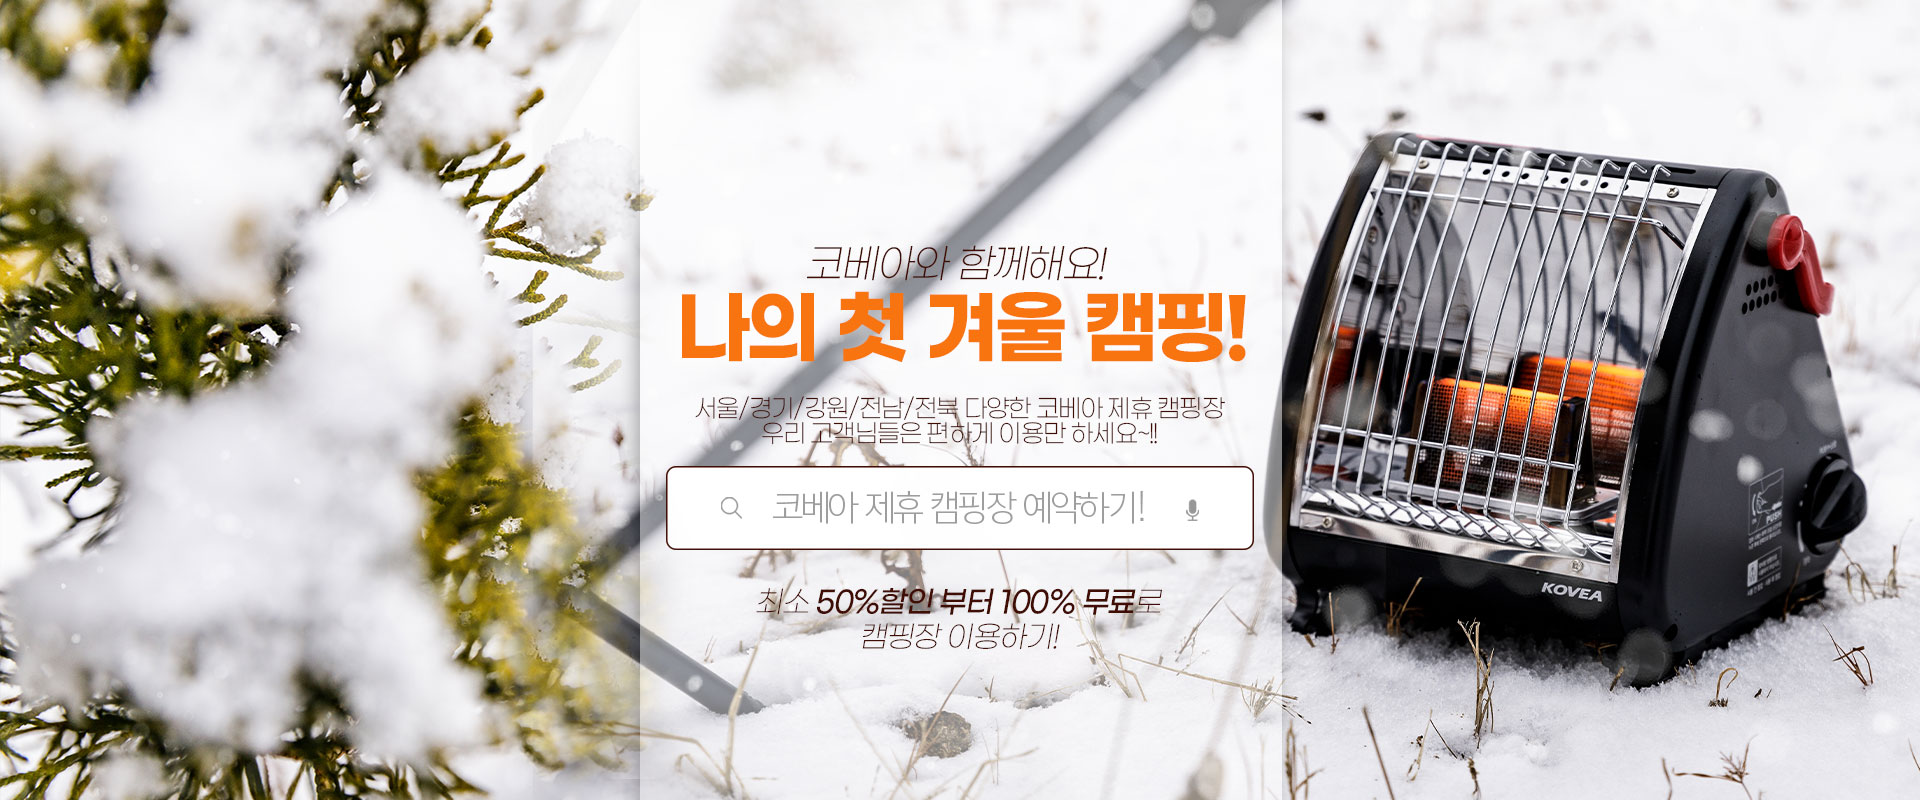 코베아와 함께해요!
나의 첫 겨울 캠핑!
서울/경기/강원/전남/전북 다양한 코베아 제휴 캠핑장
우리 고객님들은 편하게 이용만 하세요~!!
코베아 제휴 캠핑장 예약하기!
최소 50%할인 부터 100% 무료로
캠핑장 이용하기!
KOVEA
PUSH